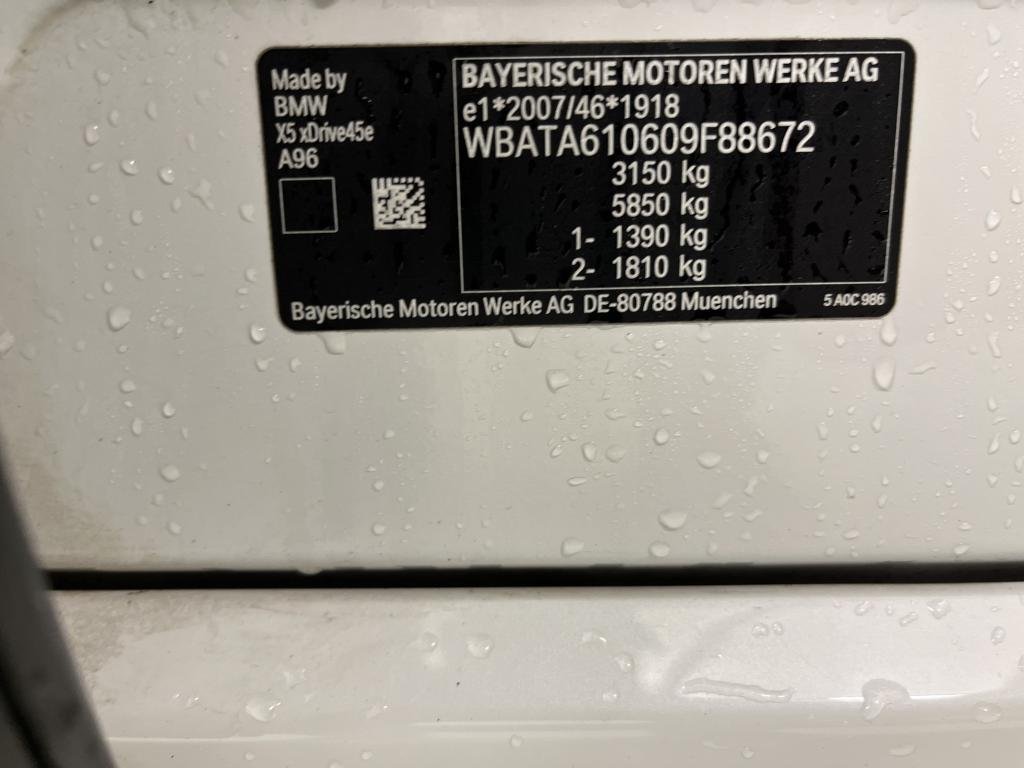 Made by
BMW
X5 xDrive45e
A96
BAYERISCHE MOTOREN WERKE AG
e1*2007/46*1918
WBATA610609F88672
3150 kg
5850 kg
1- 1390 kg
2- 1810 kg
Bayerische Motoren Werke AG DE-80788 Muenchen 5 A0C 986